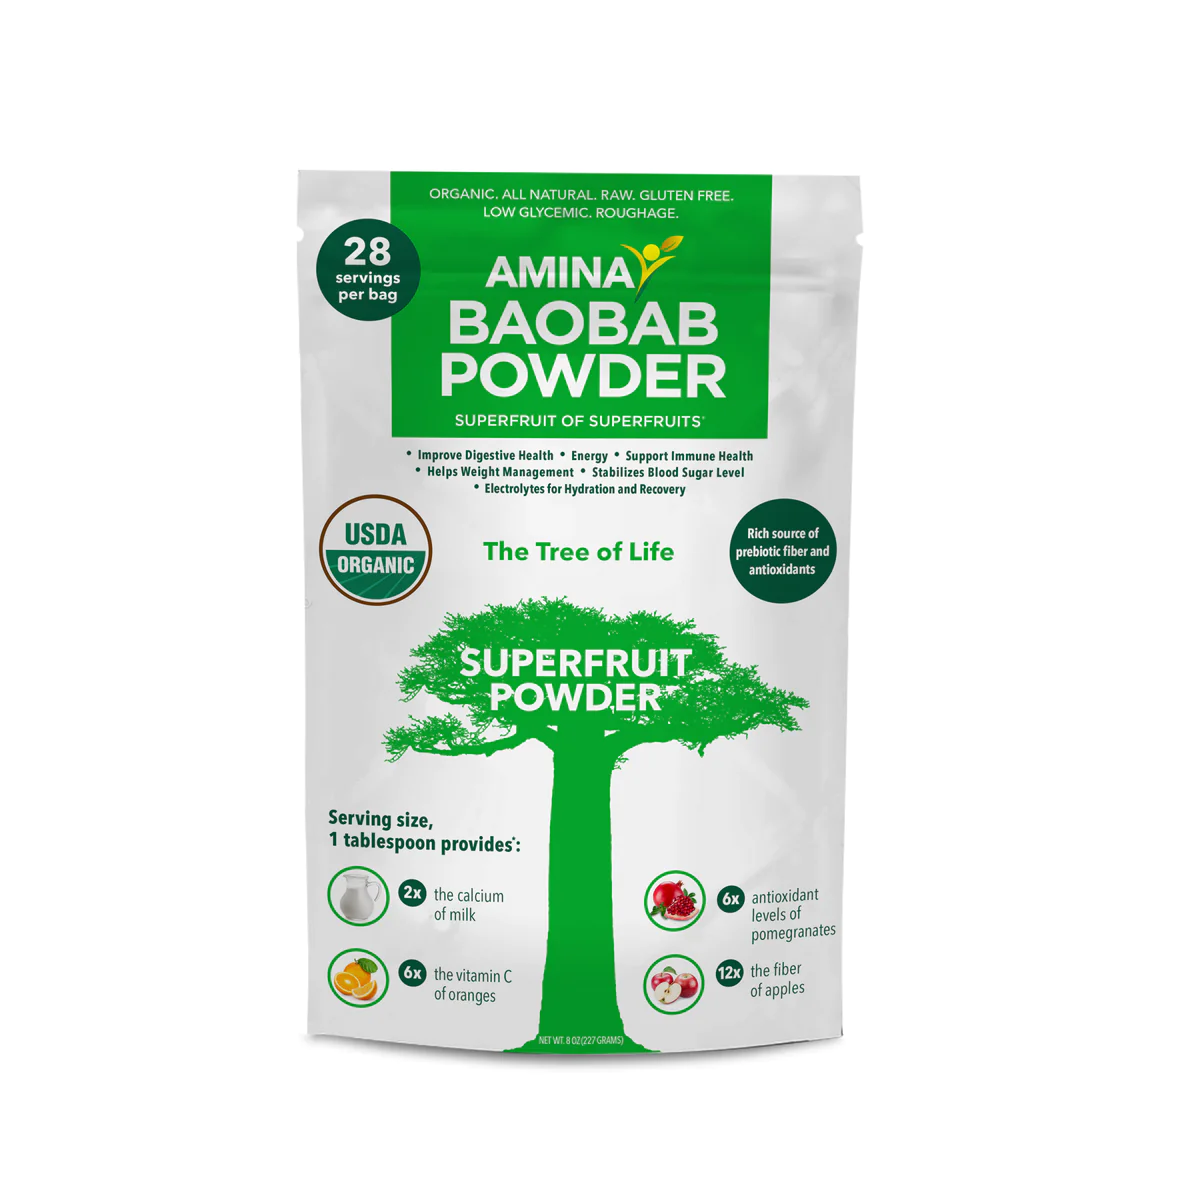 ORGANIC. ALL NATURAL. RAW. GLUTEN FREE.
LOW GLYCEMIC. ROUGHAGE.
28
servings
per bag
AMINA
BAOBAB
POWDER
SUPERFRUIT OF SUPERFRUITS®
• Improve Digestive Health • Energy • Support Immune Health
• Helps Weight Management • Stabilizes Blood Sugar Level
• Electrolytes for Hydration and Recovery
USDA
ORGANIC
The Tree of Life
Rich source of
prebiotic fiber and
antioxidants
SUPERFRUIT
POWDER
Serving size,
1 tablespoon provides*:
2x the calcium
of milk
6x the vitamin C
of oranges
6x antioxidant
levels of
pomegranates
12x the fiber
of apples
NET WT. 8 OZ (227 GRAMS)